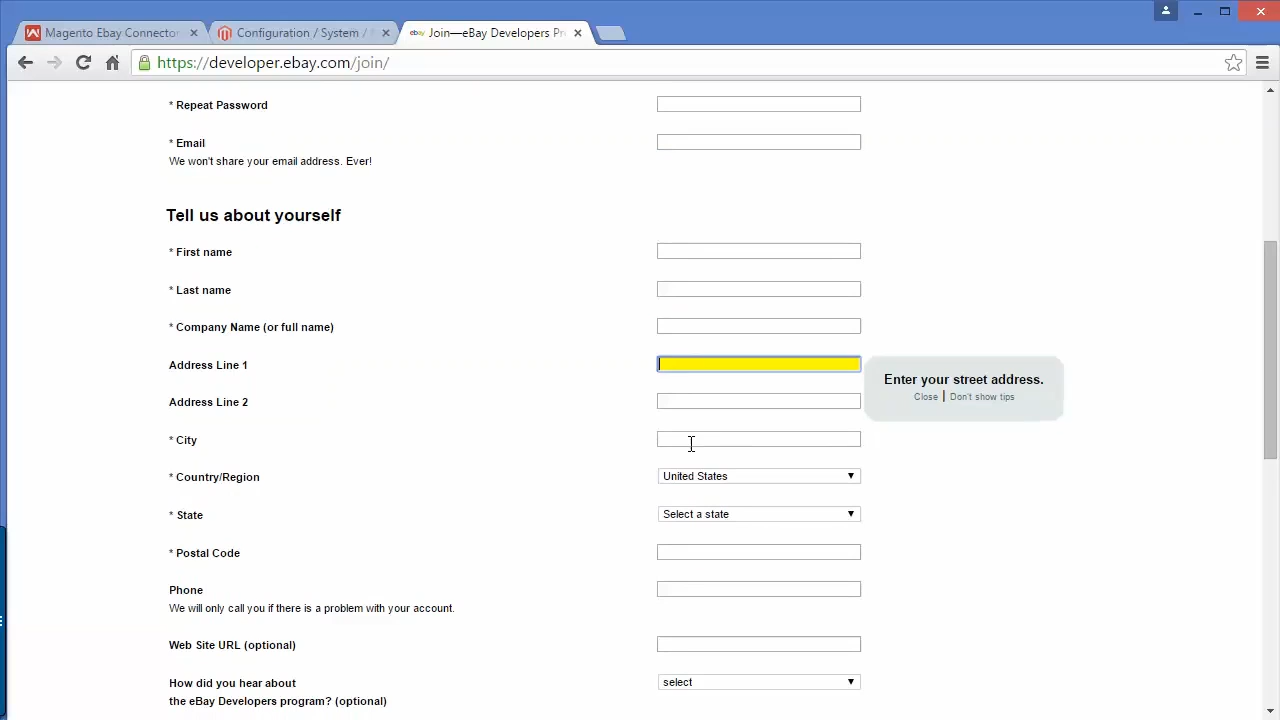 Magento Ebay Connector
Configuration / System /
ebay Join—eBay Developers Pr
https://developer.ebay.com/join/
* Repeat Password
* Email
We won't share your email address. Ever!
Tell us about yourself
* First name
* Last name
* Company Name (or full name)
Address Line 1
Enter your street address.
Close | Don't show tips
Address Line 2
* City
* Country/Region
United States
* State
Select a state
* Postal Code
Phone
We will only call you if there is a problem with your account.
Web Site URL (optional)
How did you hear about
the eBay Developers program? (optional)
select